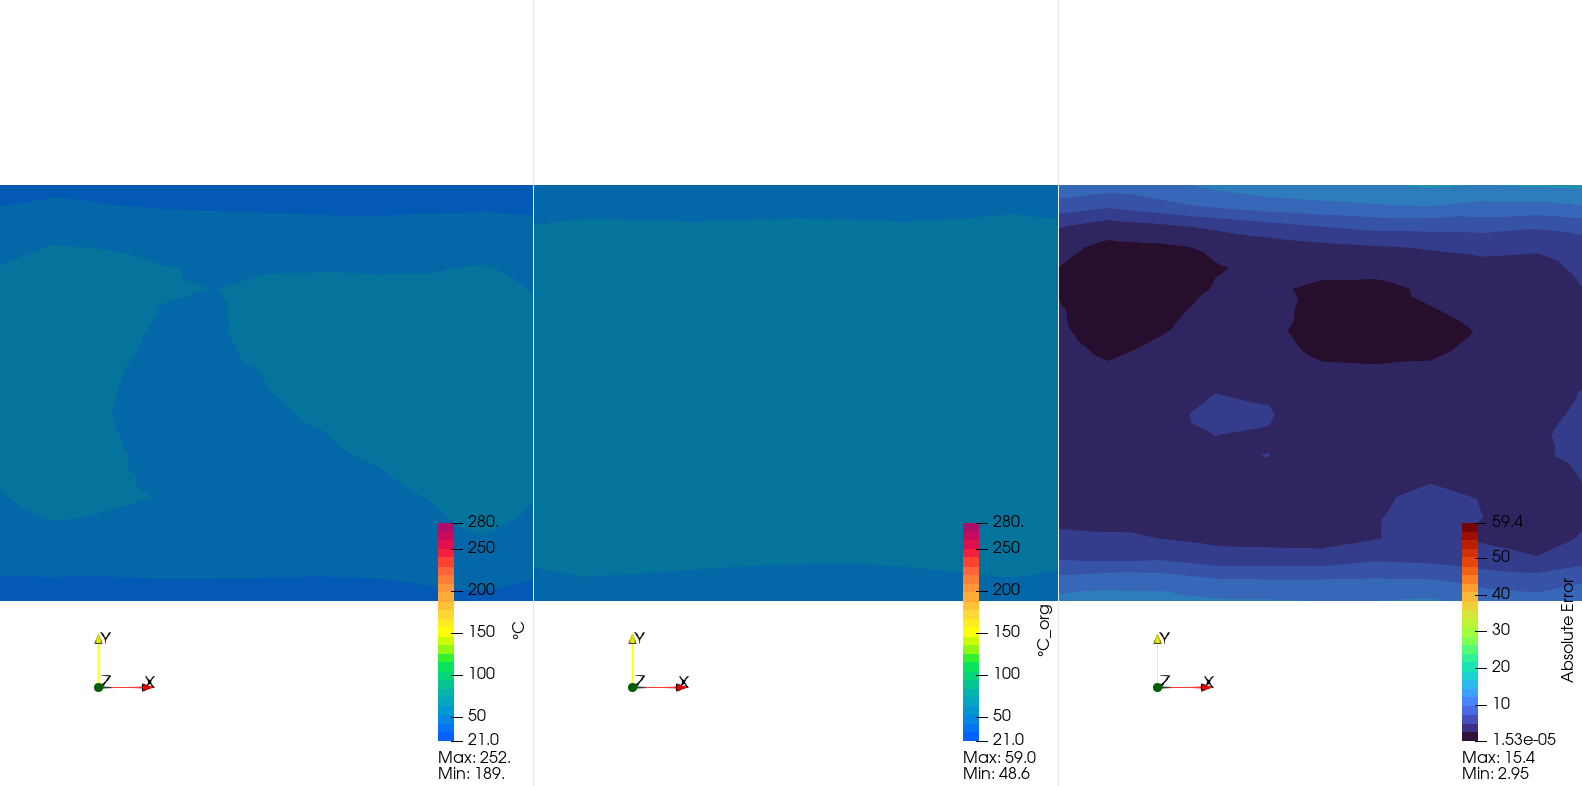 280.
250
200
150
100
50
21.0
°C
Max: 252.
Min: 189.
Y
Z
X
280.
250
200
150
100
50
21.0
°C_org
Max: 59.0
Min: 48.6
Y
Z
X
59.4
50
40
30
20
10
1.53e-05
Absolute Error
Max: 15.4
Min: 2.95
Y
Z
X